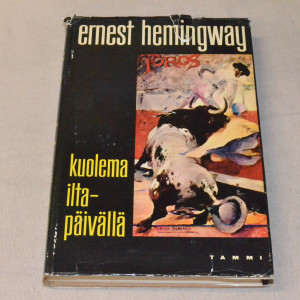 ernest hemingway
TOROS
kuolema
ilta-
päivällä
TAMMI